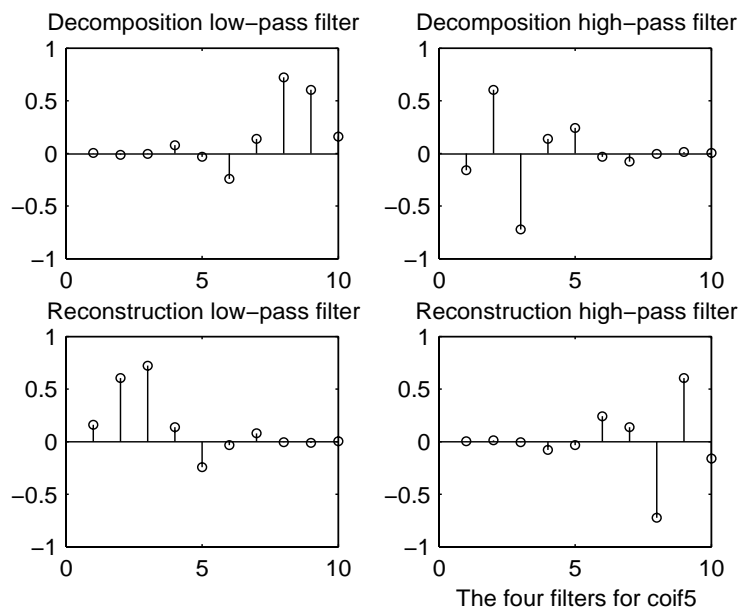 Decomposition low−pass filter
1
0.5
0
−0.5
−1
0 5 10
Decomposition high−pass filter
1
0.5
0
−0.5
−1
0 5 10
Reconstruction low−pass filter
1
0.5
0
−0.5
−1
0 5 10
Reconstruction high−pass filter
1
0.5
0
−0.5
−1
0 5 10
The four filters for coif5